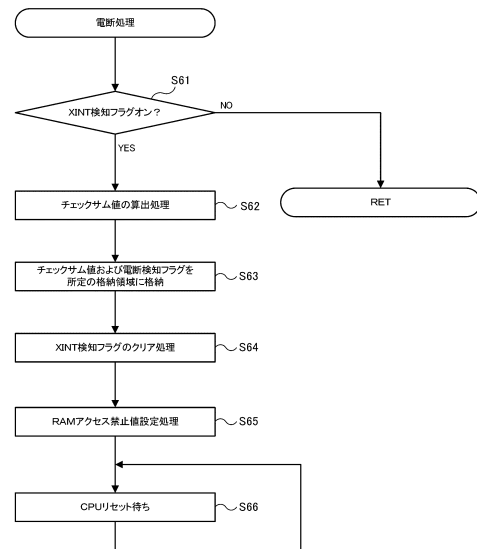 電断処理
S61
XINT検知フラグオン？
NO
YES
チェックサム値の算出処理
S62
RET
チェックサム値および電断検知フラグを
所定の格納領域に格納
S63
XINT検知フラグのクリア処理
S64
RAMアクセス禁止値設定処理
S65
CPUリセット待ち
S66